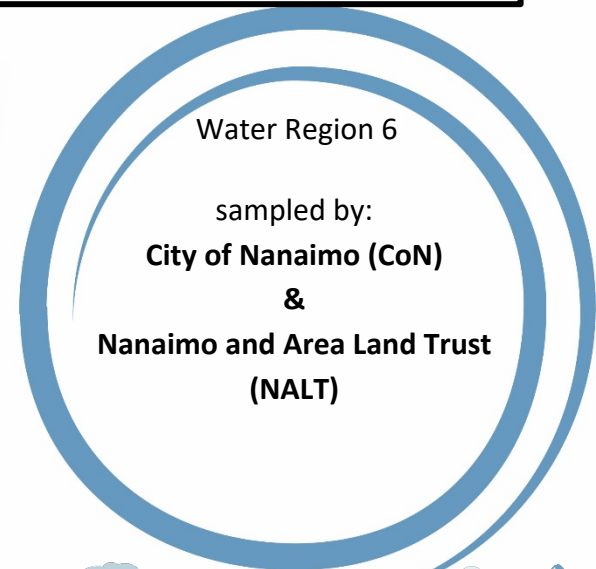 Water Region 6
sampled by:
City of Nanaimo (CoN)
&
Nanaimo and Area Land Trust
(NALT)